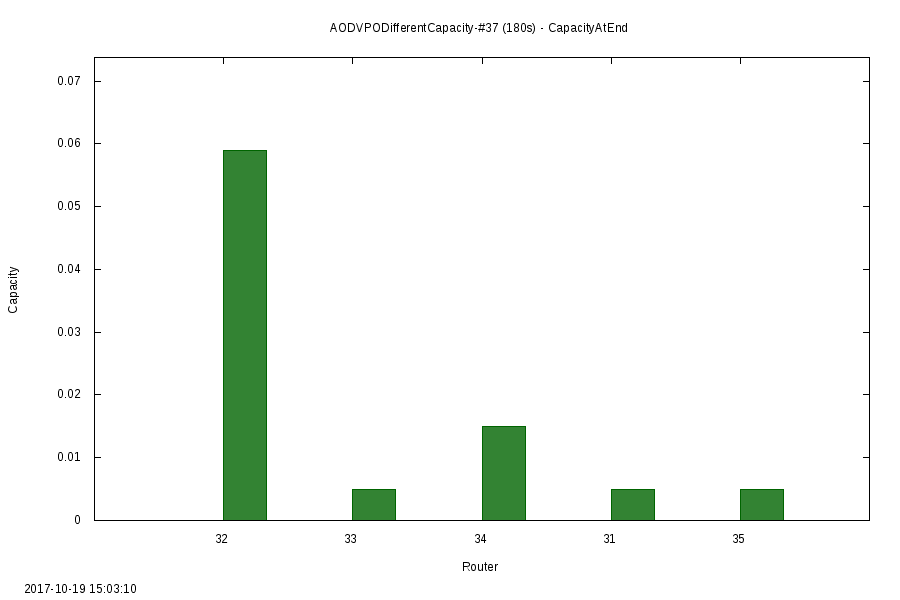 AODVPODifferentCapacity-#37 (180s) - CapacityAtEnd
0.07
0.06
0.05
0.04
0.03
0.02
0.01
0
Capacity
32 33 34 31 35
Router
2017-10-19 15:03:10